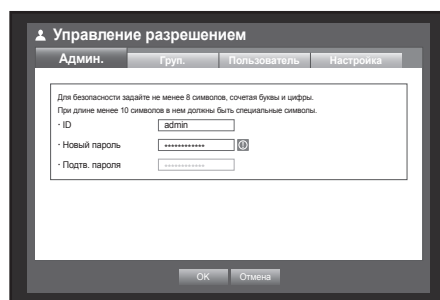 Управление разрешением
Админ. Груп. Пользователь Настройка
Для безопасности задайте не менее 8 символов, сочетая буквы и цифры.
При длине менее 10 символов в нем должны быть специальные символы.
· ID admin
· Новый пароль ************
· Подтв. пароля ************
OK Отмена